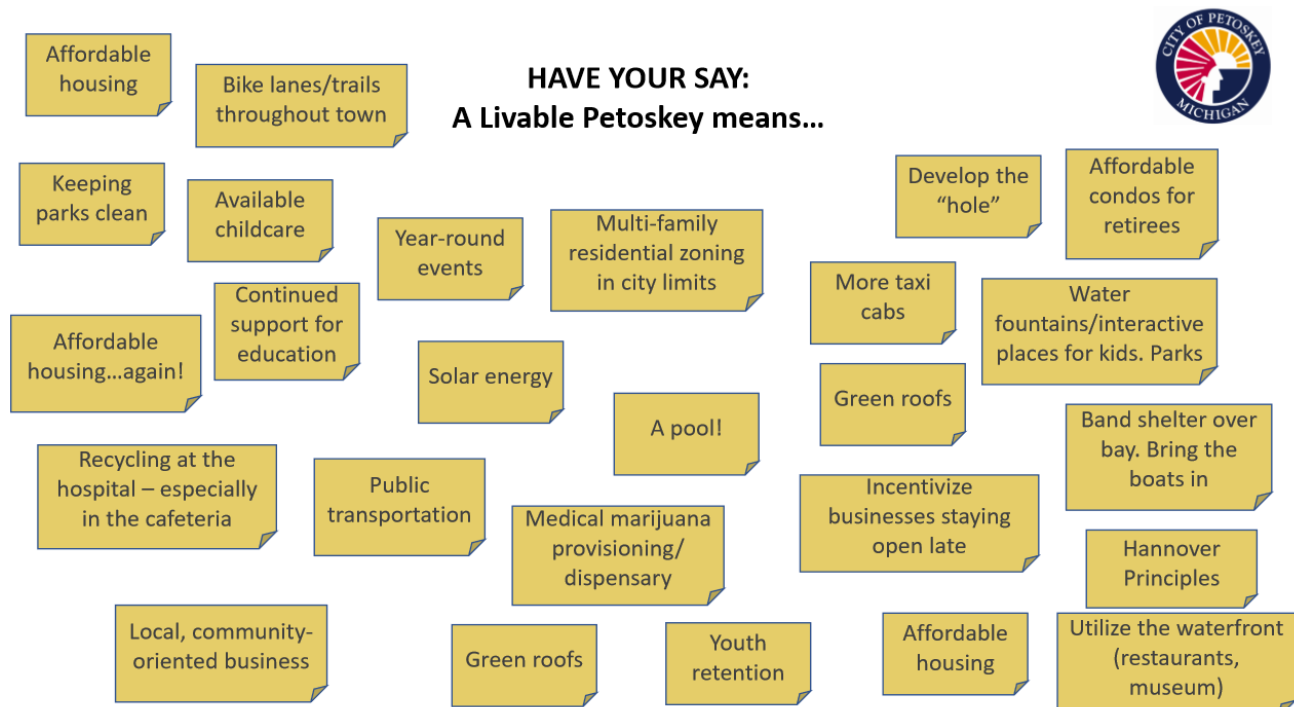 CITY OF PETOSKEY
MICHIGAN
HAVE YOUR SAY:
A Livable Petoskey means…
Affordable
housing
Bike lanes/trails
throughout town
Keeping
parks clean
Available
childcare
Year-round
events
Multi-family
residential zoning
in city limits
Develop the
“hole”
Affordable
condos for
retirees
More taxi
cabs
Water
fountains/interactive
places for kids. Parks
Continued
support for
education
Affordable
housing…again!
Solar energy
Green roofs
A pool!
Band shelter over
bay. Bring the
boats in
Recycling at the
hospital – especially
in the cafeteria
Public
transportation
Medical marijuana
provisioning/
dispensary
Incentivize
businesses staying
open late
Hannover
Principles
Local, community-
oriented business
Green roofs
Youth
retention
Affordable
housing
Utilize the waterfront
(restaurants,
museum)